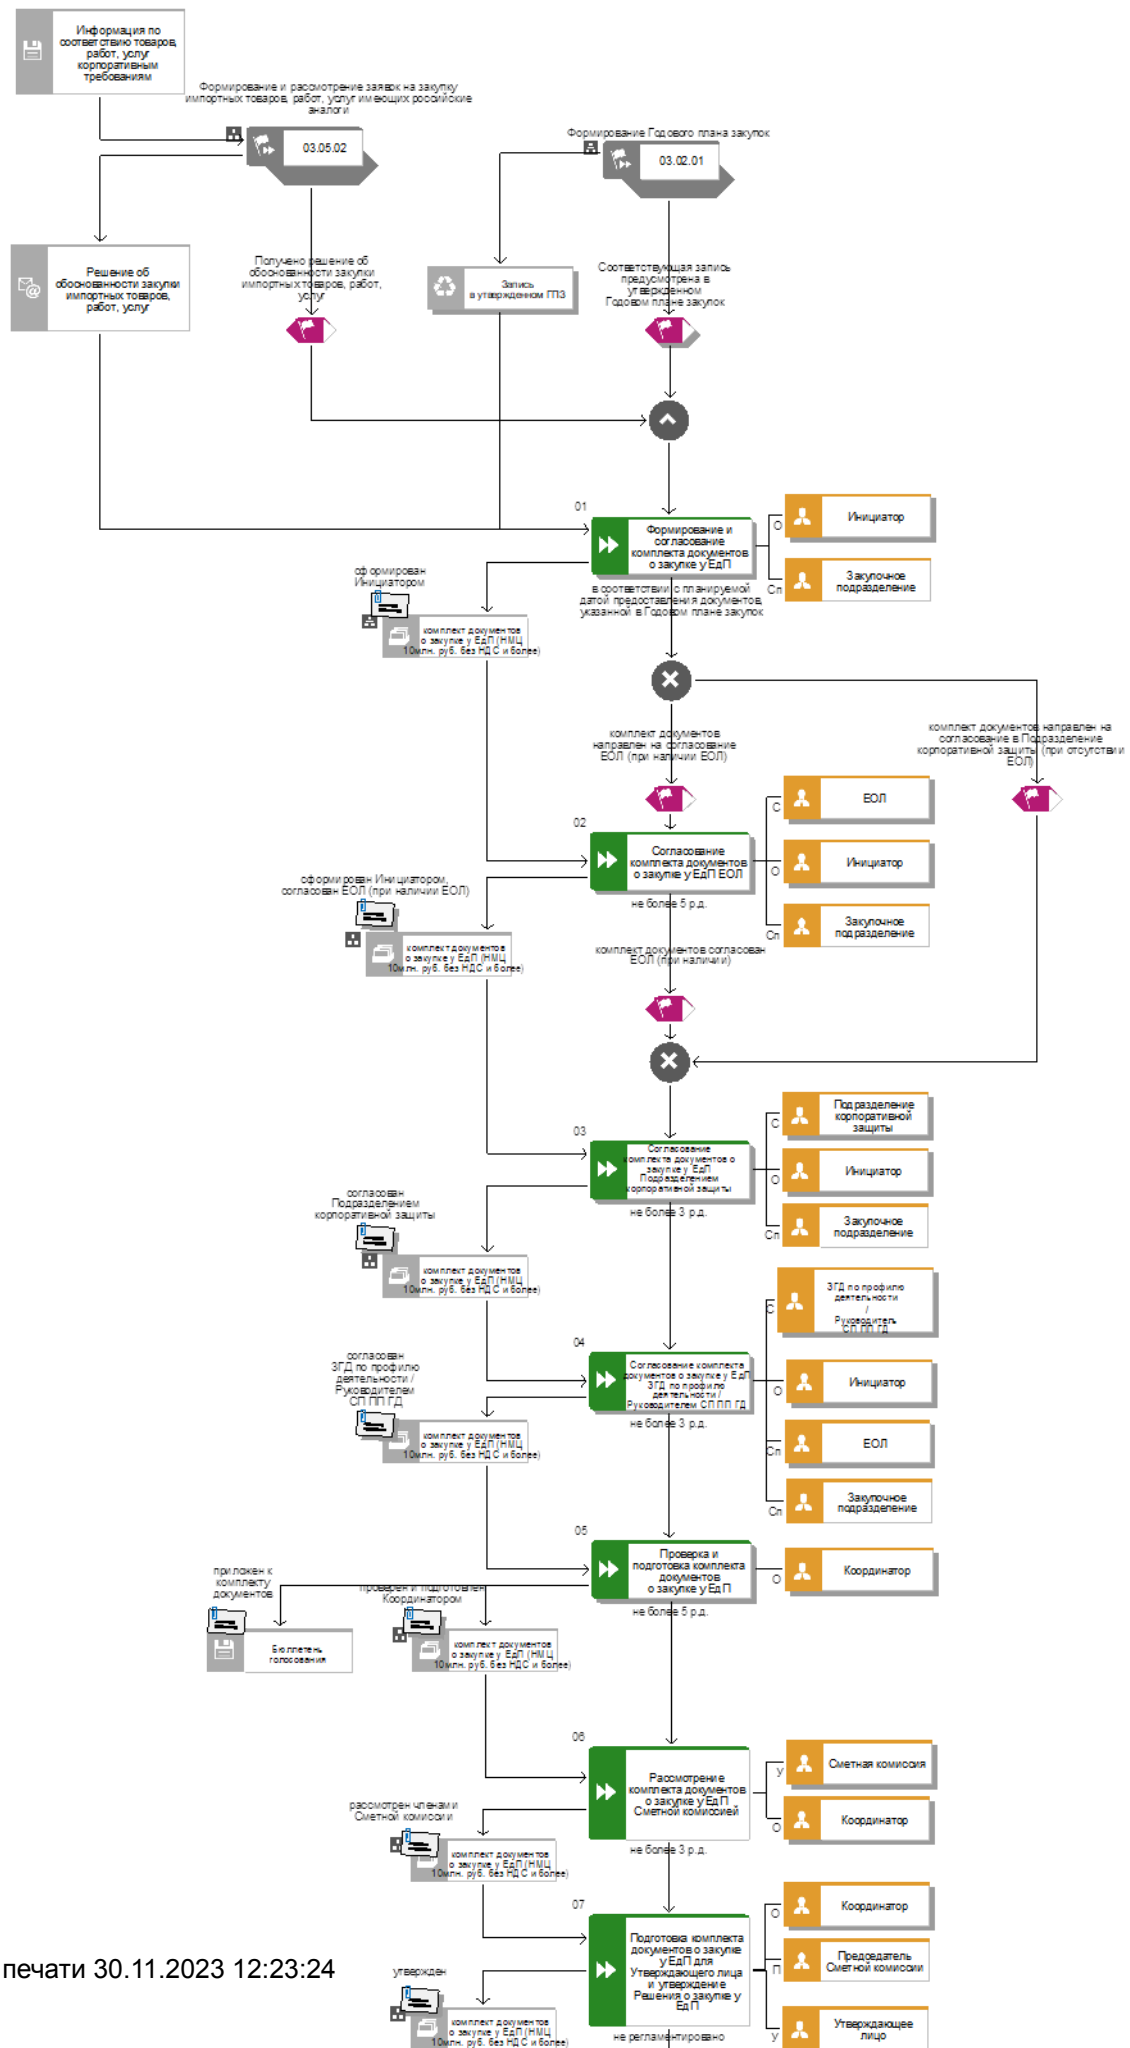 Информация по
соответствию товаров,
работ, услуг
корпоративным
требованиям
Формирование и рассмотрение заявок на закупку
импортных товаров, работ, услуг имеющих российские
аналоги
03.05.02
Формирование Годового плана закупок
03.02.01
Решение об
обоснованности закупки
импортных товаров,
работ, услуг
Получено решение об
обоснованности закупки
импортных товаров, работ,
услуг
Запись
в утвержденном ГПЗ
Соответствующая запись
предусмотрена в
утвержденном
Годовом плане закупок
01
Формирование и
согласование
комплекта документов
о закупке у ЕдП
О
Инициатор
Сп
Закупочное
подразделение
в соответствии с планируемой
датой предоставления документов,
указанной в Годовом плане закупок
сформирован
Инициатором
комплект документов
о закупке у ЕдП (НМЦ
10млн. руб. без НДС и более)
комплект документов
направлен на согласование
ЕОЛ (при наличии ЕОЛ)
комплект документов направлен на
согласование в Подразделение
корпоративной защиты (при отсутствии
ЕОЛ)
02
Согласование
комплекта документов
о закупке у ЕдП ЕОЛ
не более 5 р.д.
С
ЕОЛ
О
Инициатор
Сп
Закупочное
подразделение
сформирован Инициатором,
согласован ЕОЛ (при наличии ЕОЛ)
комплект документов
о закупке у ЕдП (НМЦ
10млн. руб. без НДС и более)
комплект документов согласован
ЕОЛ (при наличии)
03
Согласование
комплекта документов о
закупке у ЕдП
Подразделением
корпоративной защиты
не более 3 р.д.
С
Подразделение
корпоративной
защиты
О
Инициатор
Сп
Закупочное
подразделение
согласован
Подразделением
корпоративной защиты
комплект документов
о закупке у ЕдП (НМЦ
10млн. руб. без НДС и более)
04
Согласование комплекта
документов о закупке у ЕдП
ЗГД по профилю
деятельности /
Руководителем СП ПП ГД
не более 3 р.д.
С
ЗГД по профилю
деятельности
/
Руководитель
СП ПП ГД
О
Инициатор
Сп
ЕОЛ
Сп
Закупочное
подразделение
согласован
ЗГД по профилю
деятельности /
Руководителем
СП ПП ГД
комплект документов
о закупке у ЕдП (НМЦ
10млн. руб. без НДС и более)
05
Проверка и
подготовка комплекта
документов
о закупке у ЕдП
не более 5 р.д.
О
Координатор
приложен к
комплекту
документов
Бюллетень
голосования
проверен и подготовлен
Координатором
комплект документов
о закупке у ЕдП (НМЦ
10млн. руб. без НДС и более)
06
Рассмотрение
комплекта документов
о закупке у ЕдП
Сметной комиссией
не более 3 р.д.
У
Сметная комиссия
О
Координатор
рассмотрен членами
Сметной комиссии
комплект документов
о закупке у ЕдП (НМЦ
10млн. руб. без НДС и более)
07
Подготовка комплекта
документов о закупке
у ЕдП для
Утверждающего лица
и утверждение
Решения о закупке у
ЕдП
не регламентировано
О
Координатор
П
Председатель
Сметной комиссии
У
Утверждающее
лицо
печати 30.11.2023 12:23:24
утвержден
комплект документов
о закупке у ЕдП (НМЦ
10млн. руб. без НДС и более)